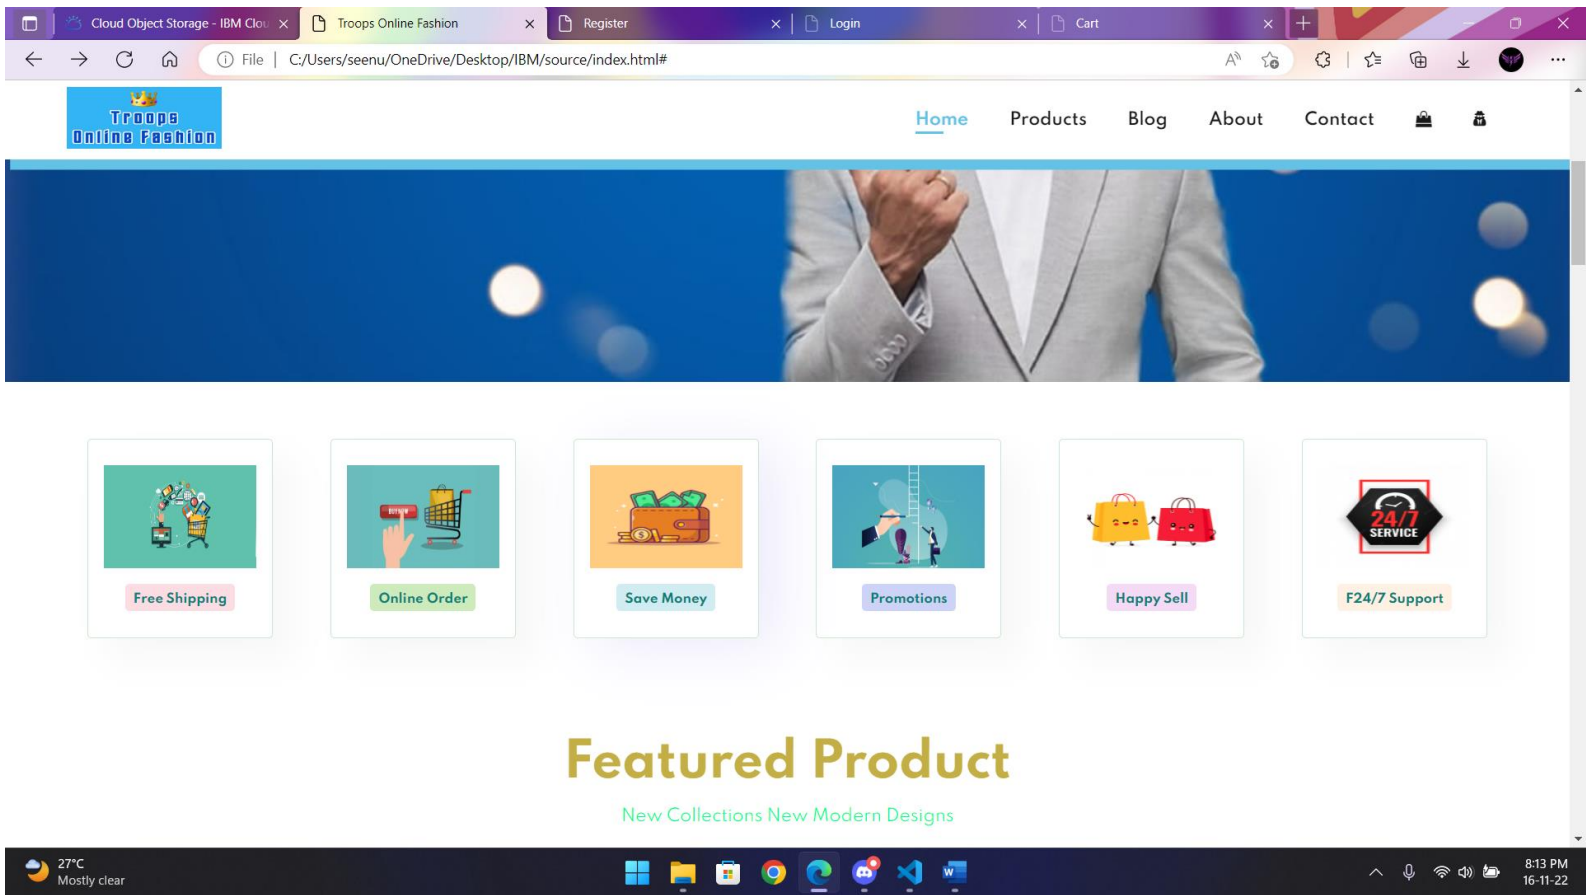 Cloud Object Storage - IBM Clou
Troops Online Fashion
Register
Login
Cart
File
C:/Users/seenu/OneDrive/Desktop/IBM/source/index.html#
Troops
Online Fashion
Home
Products
Blog
About
Contact
BUY NOW
24/7
SERVICE
Free Shipping
Online Order
Save Money
Promotions
Happy Sell
F24/7 Support
Featured Product
New Collections New Modern Designs
27°C
Mostly clear
8:13 PM
16-11-22